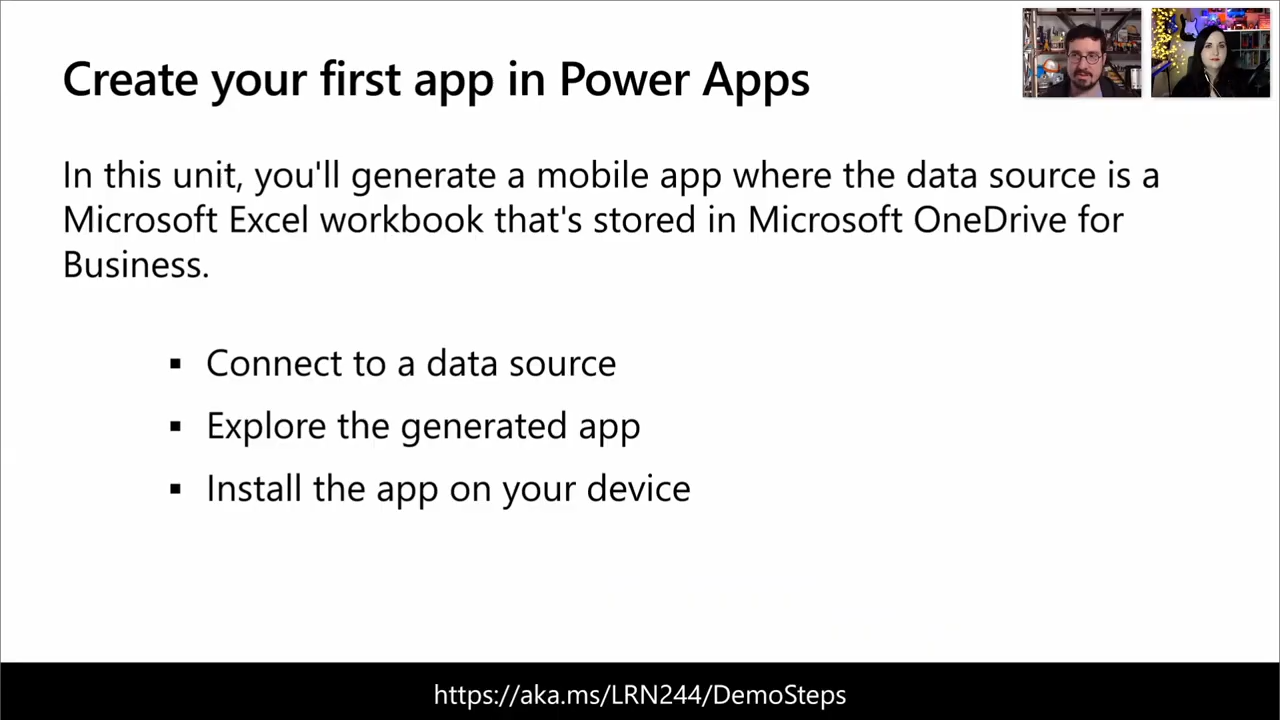 Create your first app in Power Apps
In this unit, you'll generate a mobile app where the data source is a
Microsoft Excel workbook that's stored in Microsoft OneDrive for
Business.
▪ Connect to a data source
▪ Explore the generated app
▪ Install the app on your device
https://aka.ms/LRN244/DemoSteps